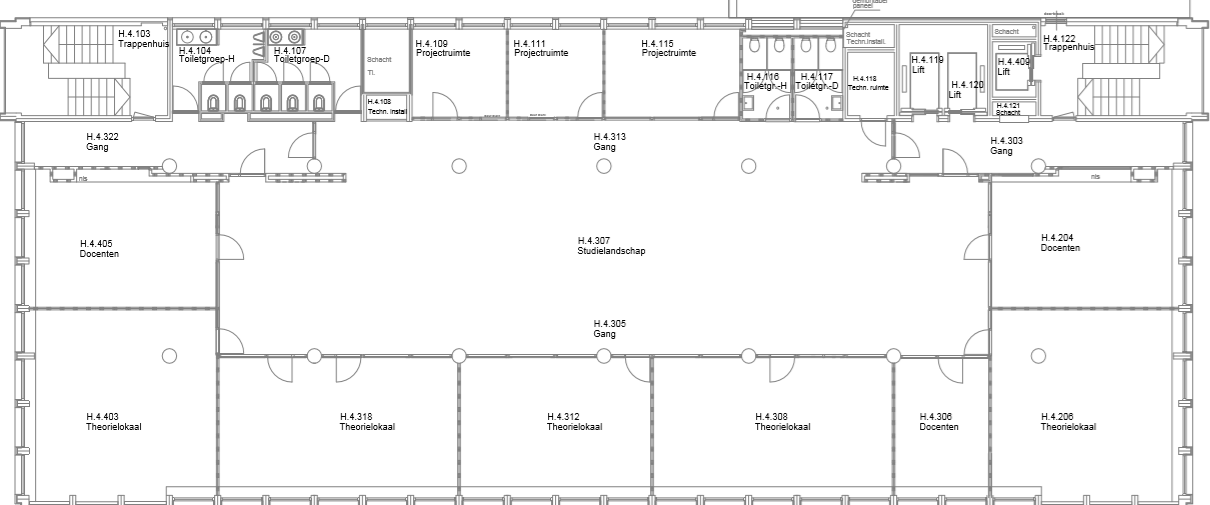 paneel
H.4.103
Trappenhuis
H.4.104
Toiletgroep-H
H.4.107
Toiletgroep-D
Schacht
TI.
H.4.108
Techn. install
H.4.109
Projectruimte
H.4.111
Projectruimte
H.4.115
Projectruimte
H.4.116
Toiletgr.-H
H.4.117
Toiletgr.-D
Schacht
Techn.install.
H.4.118
Techn. ruimte
H.4.119
Lift
H.4.120
Lift
Schacht
H.4.409
Lift
H.4.121
Schacht
H.4.122
Trappenhuis
H.4.322
Gang
H.4.313
Gang
H.4.303
Gang
nis
nis
H.4.405
Docenten
H.4.307
Studielandschap
H.4.204
Docenten
H.4.305
Gang
H.4.403
Theorielokaal
H.4.318
Theorielokaal
H.4.312
Theorielokaal
H.4.308
Theorielokaal
H.4.306
Docenten
H.4.206
Theorielokaal